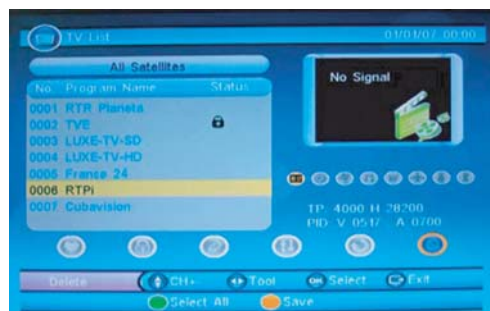 TV List 01/01/07 00:00
All Satellites
No. Program Name Status
0001 RTR Planeta
0002 TVE
0003 LUXE-TV-SD
0004 LUXE-TV-HD
0005 France 24
0006 RTPi
0007 Cubavision
No Signal
TP: 4000 H 28200
PID V 0517 A 0700
Delete CH+ Tool OK Select Exit
Select All Save